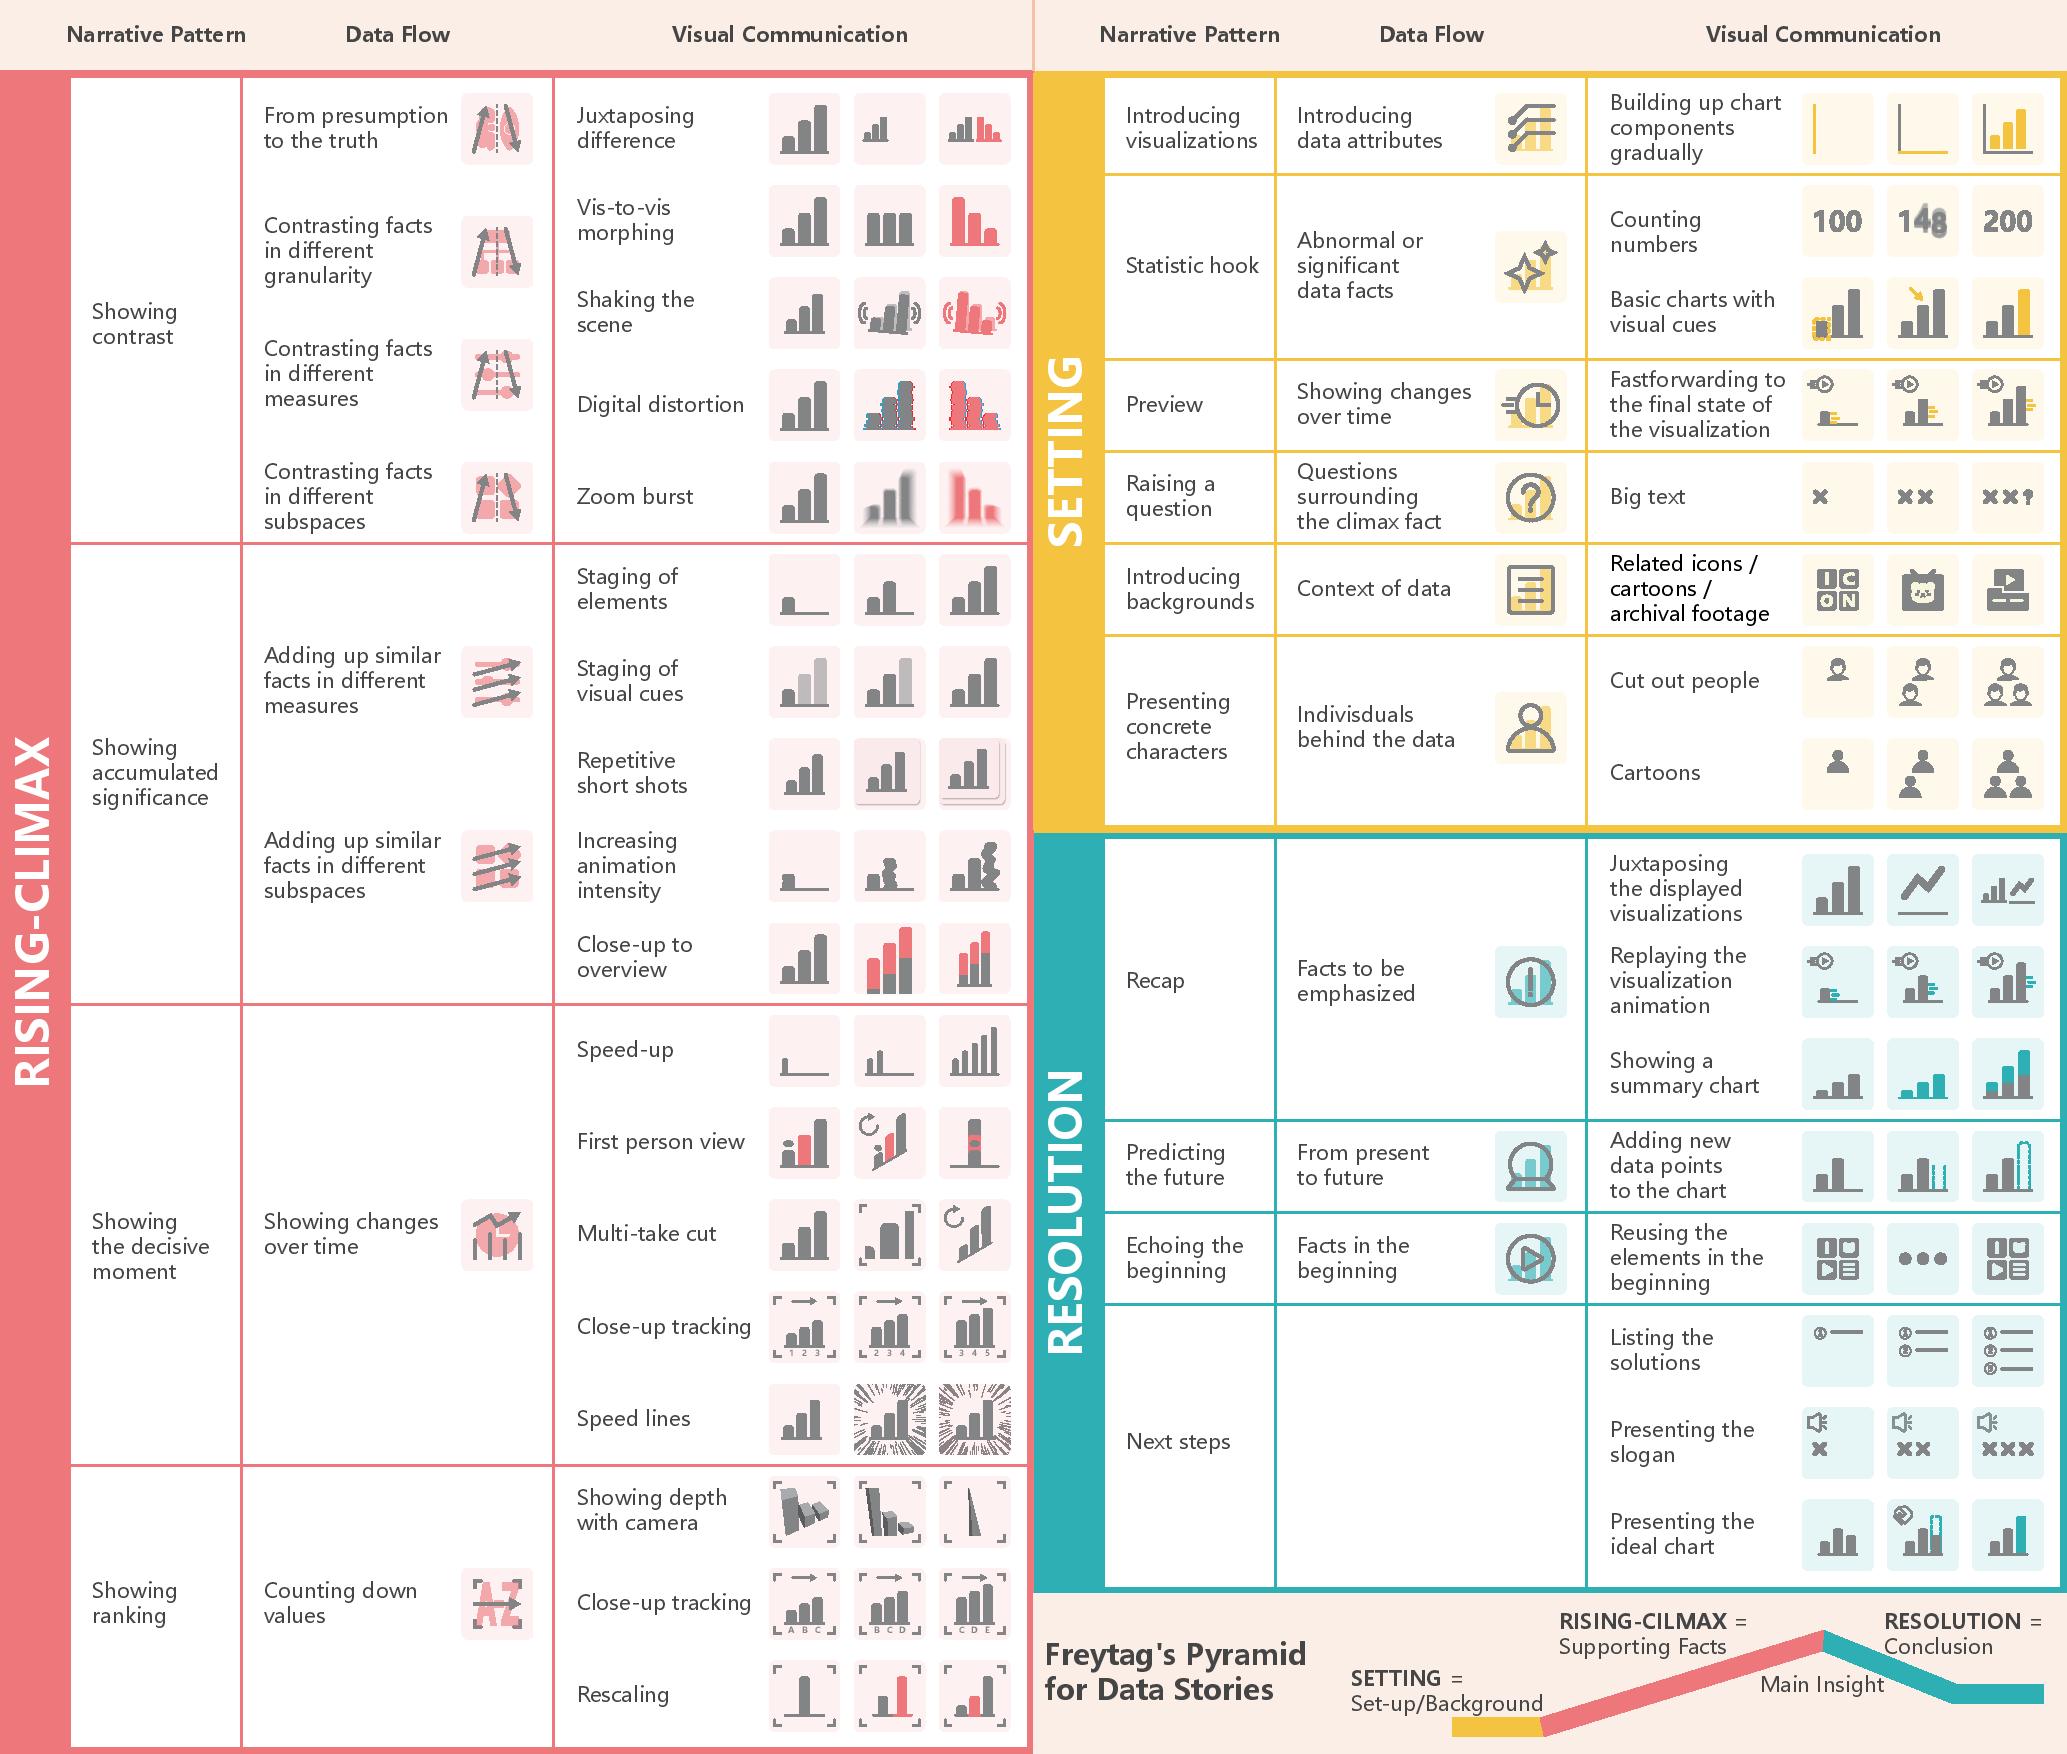 Narrative Pattern
Data Flow
Visual Communication
RISING-CLIMAX
Showing
contrast
From presumption
to the truth
Contrasting facts
in different
granularity
Contrasting facts
in different
measures
Contrasting facts
in different
subspaces
Juxtaposing
difference
Vis-to-vis
morphing
Shaking the
scene
Digital distortion
Zoom burst
Showing
accumulated
significance
Adding up similar
facts in different
measures
Adding up similar
facts in different
subspaces
Staging of
elements
Staging of
visual cues
Repetitive
short shots
Increasing
animation
intensity
Close-up to
overview
Showing
the decisive
moment
Showing changes
over time
Speed-up
First person view
Multi-take cut
Close-up tracking
1 2 3
2 3 4
3 4 5
Speed lines
Showing
ranking
Counting down
values
A-Z
Showing depth
with camera
Close-up tracking
A B C
B C D
C D E
Rescaling
Narrative Pattern
Data Flow
Visual Communication
SETTING
Introducing
visualizations
Introducing
data attributes
Building up chart
components
gradually
Statistic hook
Abnormal or
significant
data facts
Counting
numbers
100
148
200
Basic charts with
visual cues
Preview
Showing changes
over time
Fastforwarding to
the final state of
the visualization
Raising a
question
Questions
surrounding
the climax fact
?
Big text
Introducing
backgrounds
Context of data
Related icons /
cartoons /
archival footage
IC
ON
Presenting
concrete
characters
Indivisduals
behind the data
Cut out people
Cartoons
RESOLUTION
Recap
Facts to be
emphasized
!
Juxtaposing
the displayed
visualizations
Replaying the
visualization
animation
Showing a
summary chart
Predicting
the future
From present
to future
Adding new
data points
to the chart
Echoing the
beginning
Facts in the
beginning
Reusing the
elements in the
beginning
Next steps
Listing the
solutions
Presenting the
slogan
Presenting the
ideal chart
Freytag's Pyramid
for Data Stories
SETTING =
Set-up/Background
RISING-CILMAX =
Supporting Facts
Main Insight
RESOLUTION =
Conclusion